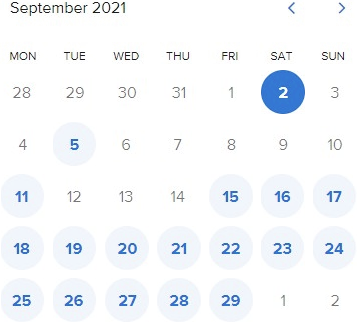 September 2021
MON TUE WED THU FRI SAT SUN
28 29 30 31 1 2 3
4 5 6 7 8 9 10
11 12 13 14 15 16 17
18 19 20 21 22 23 24
25 26 27 28 29 1 2